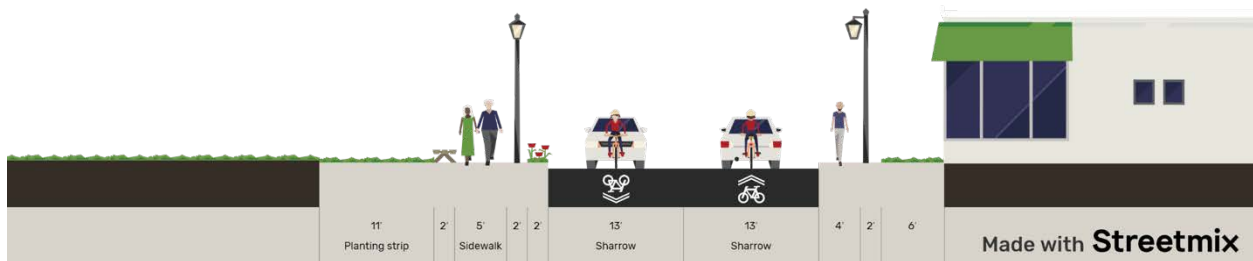 11' 2' 5' 2' 2' 13' 13' 4' 2' 6'
Planting strip Sidewalk Sharrow Sharrow
Made with Streetmix